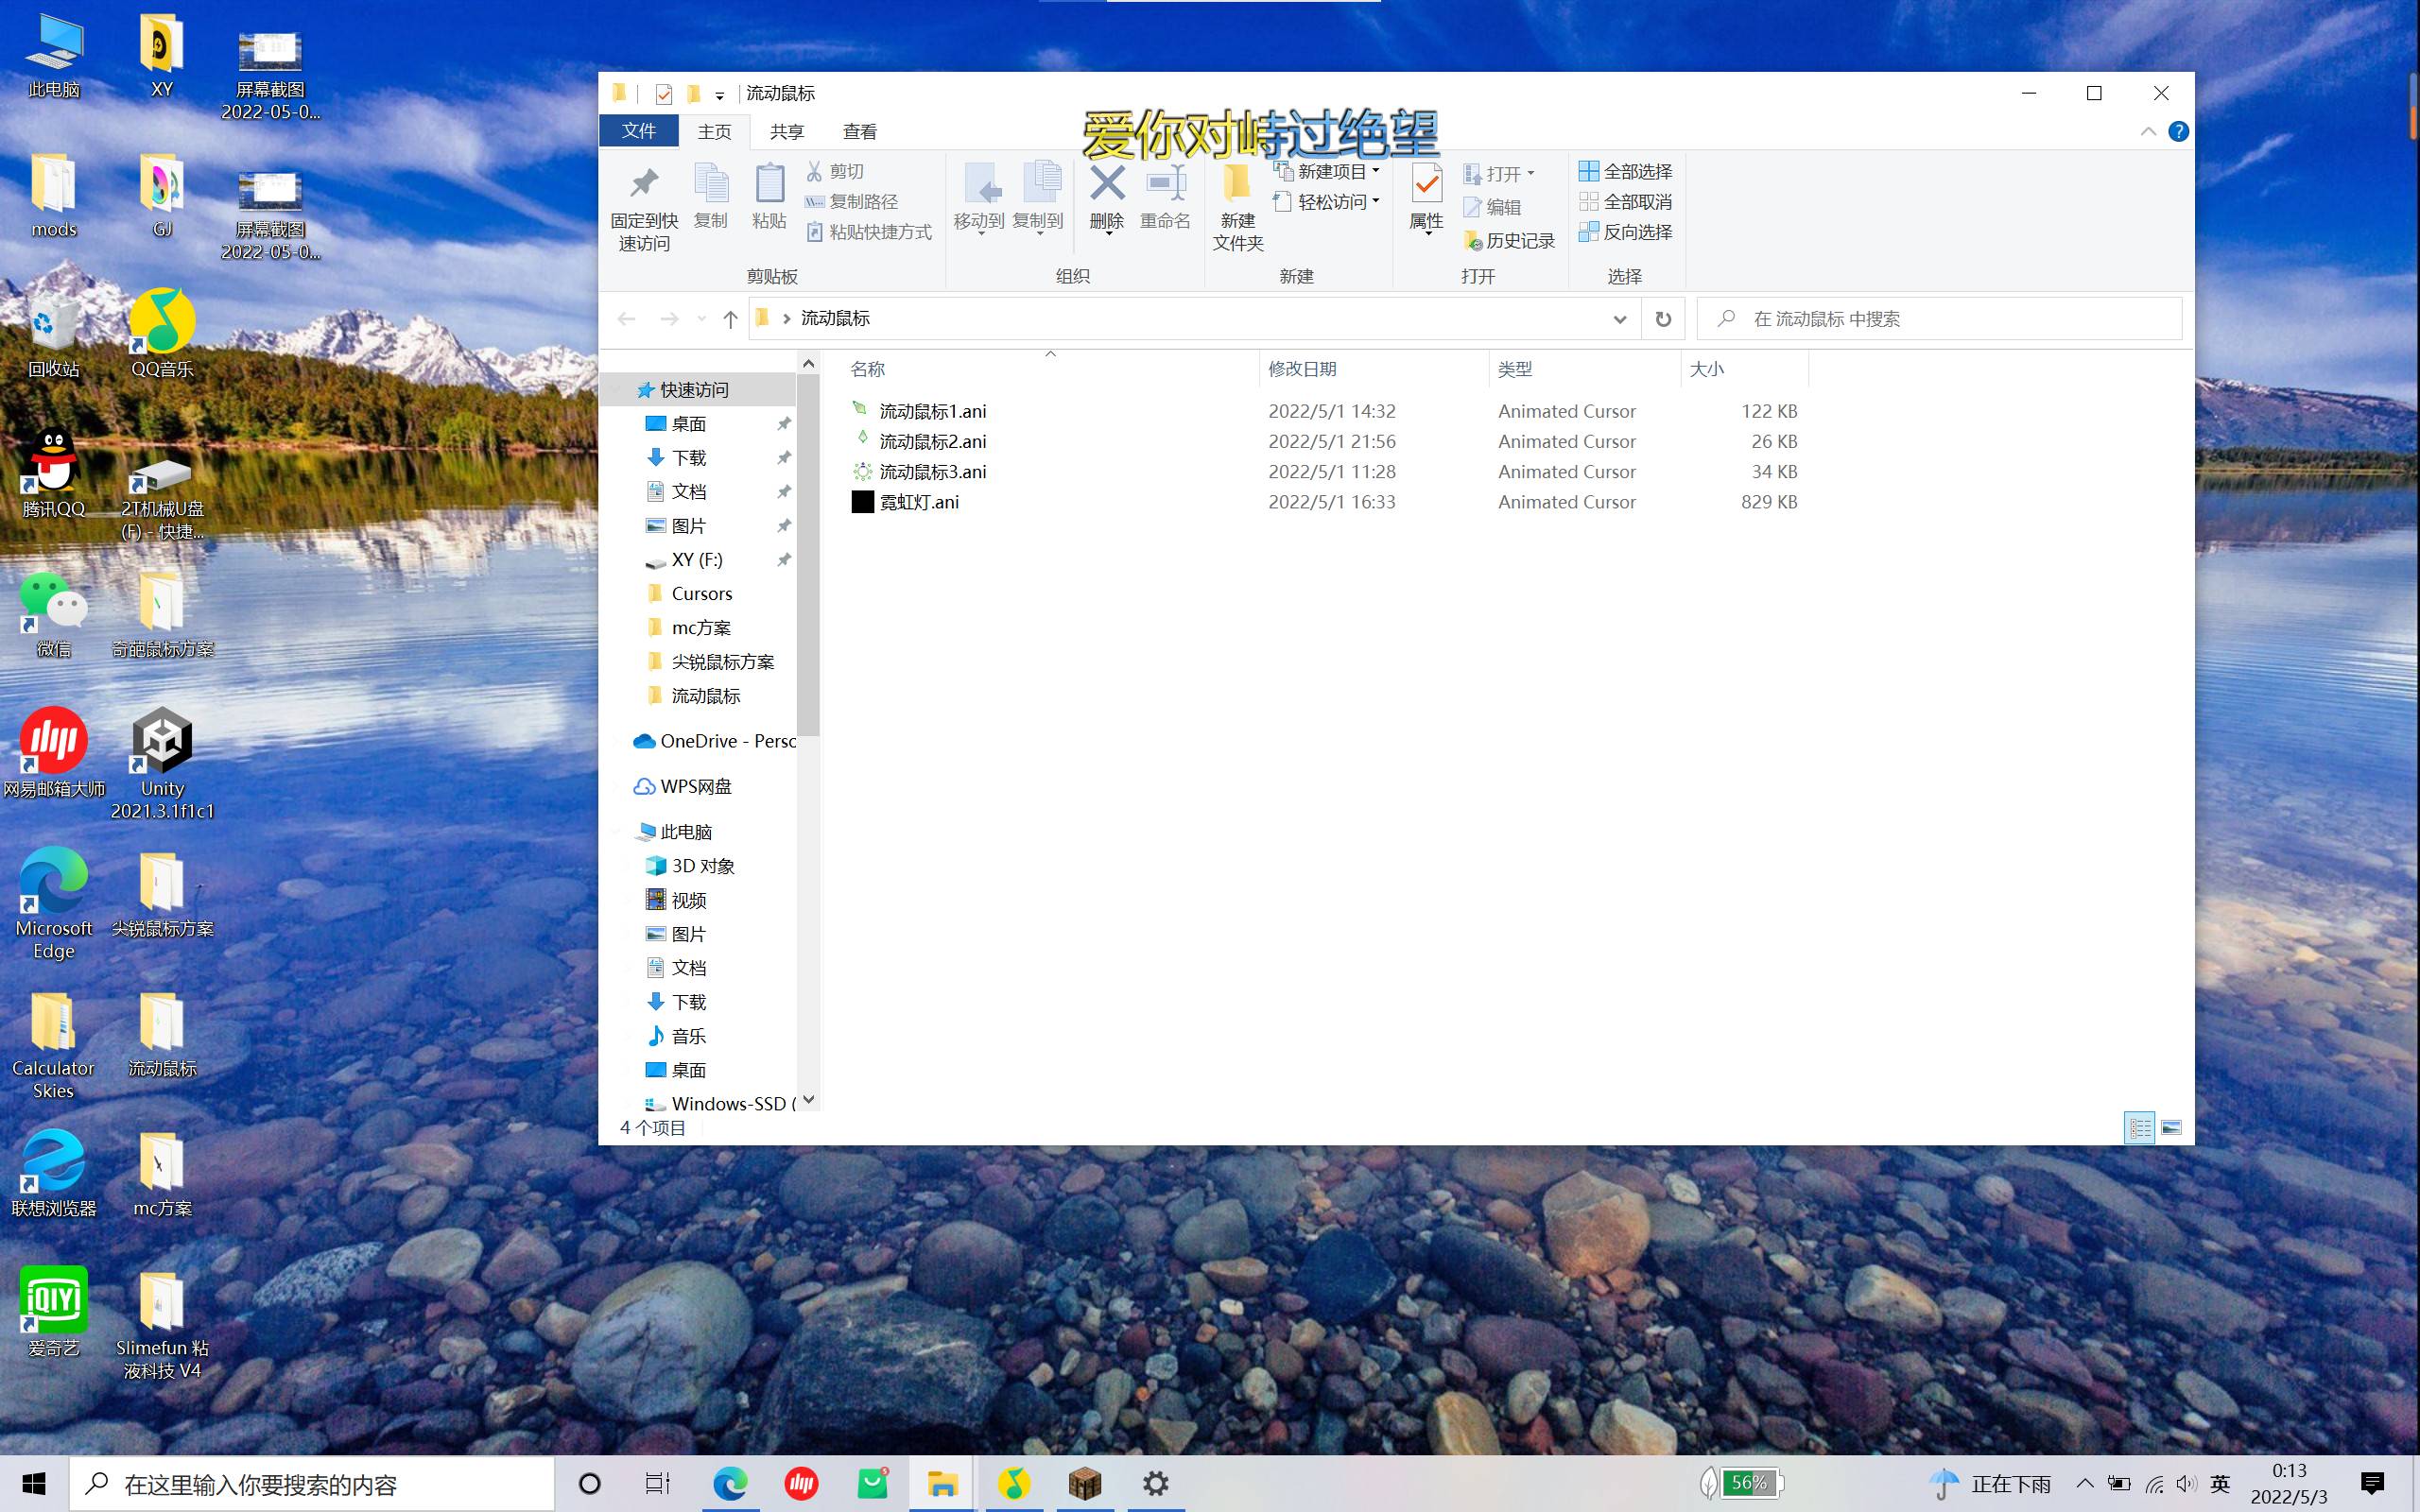 此电脑
XY
屏幕截图
2022-05-0...
mods
GJ
屏幕截图
2022-05-0...
回收站
QQ音乐
腾讯QQ
2T机械U盘
(F) - 快捷...
微信
奇葩鼠标方案
网易邮箱大师
Unity
2021.3.1f1c1
Microsoft
Edge
尖锐鼠标方案
Calculator
Skies
流动鼠标
联想浏览器
mc方案
iQIYI
爱奇艺
Slimefun 粘
液科技 V4
流动鼠标
文件 主页 共享 查看
爱你对峙过绝望
固定到快
速访问
复制
粘贴
剪切
复制路径
粘贴快捷方式
剪贴板
移动到
复制到
删除
重命名
组织
新建
文件夹
新建项目
轻松访问
新建
属性
打开
编辑
历史记录
打开
全部选择
全部取消
反向选择
选择
流动鼠标
在 流动鼠标 中搜索
快速访问
桌面
下载
文档
图片
XY (F:)
Cursors
mc方案
尖锐鼠标方案
流动鼠标
OneDrive - Persc
WPS网盘
此电脑
3D 对象
视频
图片
文档
下载
音乐
桌面
Windows-SSD (
名称 修改日期 类型 大小
流动鼠标1.ani 2022/5/1 14:32 Animated Cursor 122 KB
流动鼠标2.ani 2022/5/1 21:56 Animated Cursor 26 KB
流动鼠标3.ani 2022/5/1 11:28 Animated Cursor 34 KB
霓虹灯.ani 2022/5/1 16:33 Animated Cursor 829 KB
4 个项目
在这里输入你要搜索的内容
56%
正在下雨
英
0:13
2022/5/3